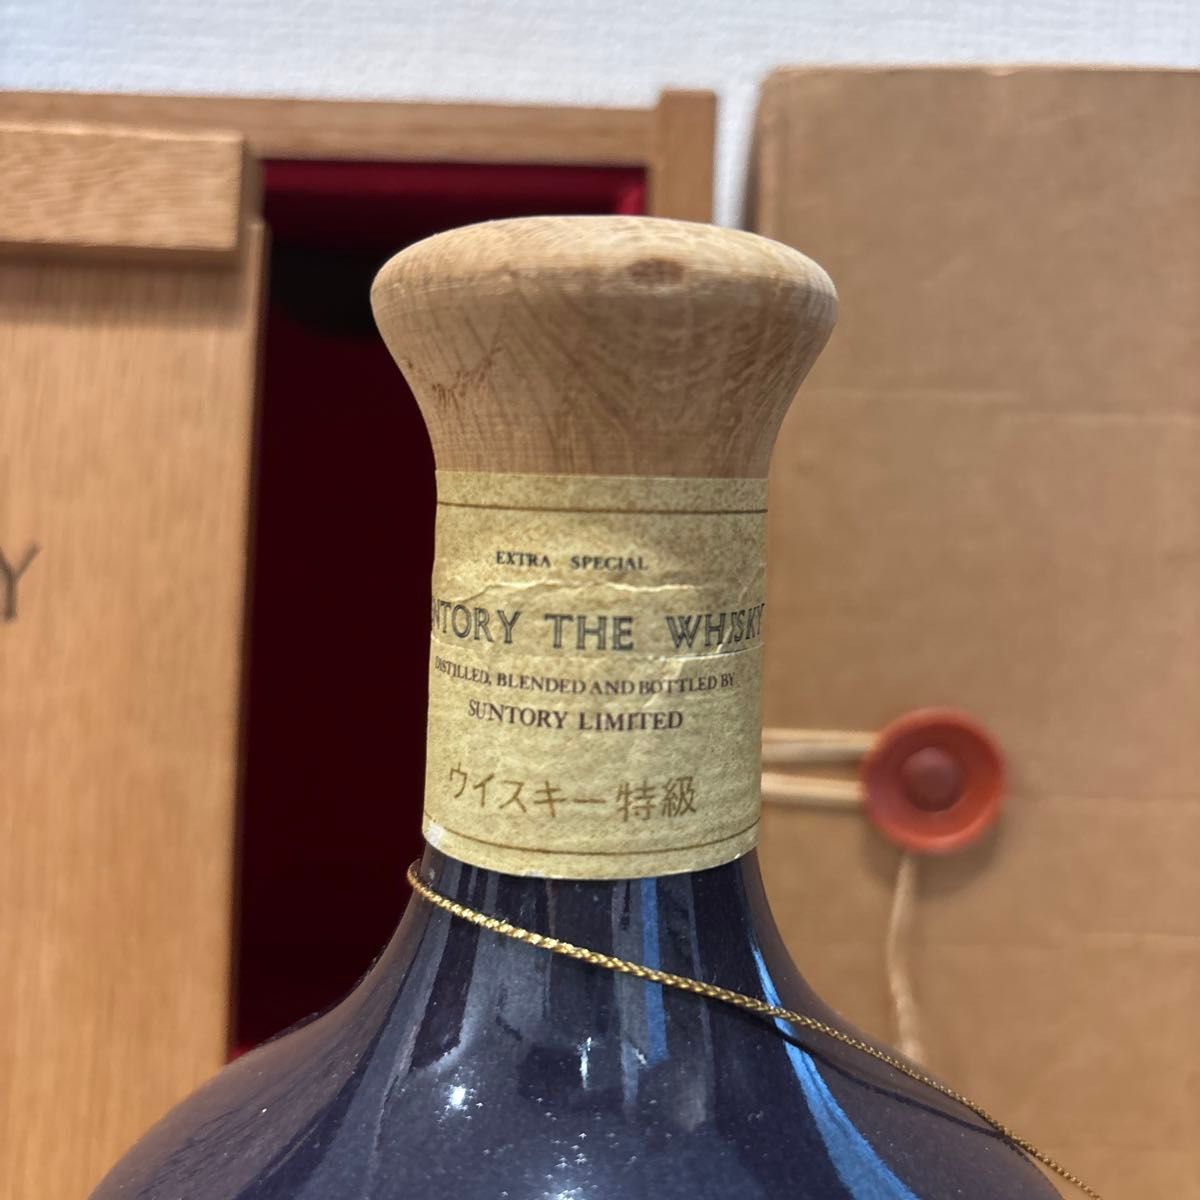 Y
EXTRA SPECIAL
NTORY THE WHISKY
DISTILLED, BLENDED AND BOTTLED BY
SUNTORY LIMITED
ウイスキー特級